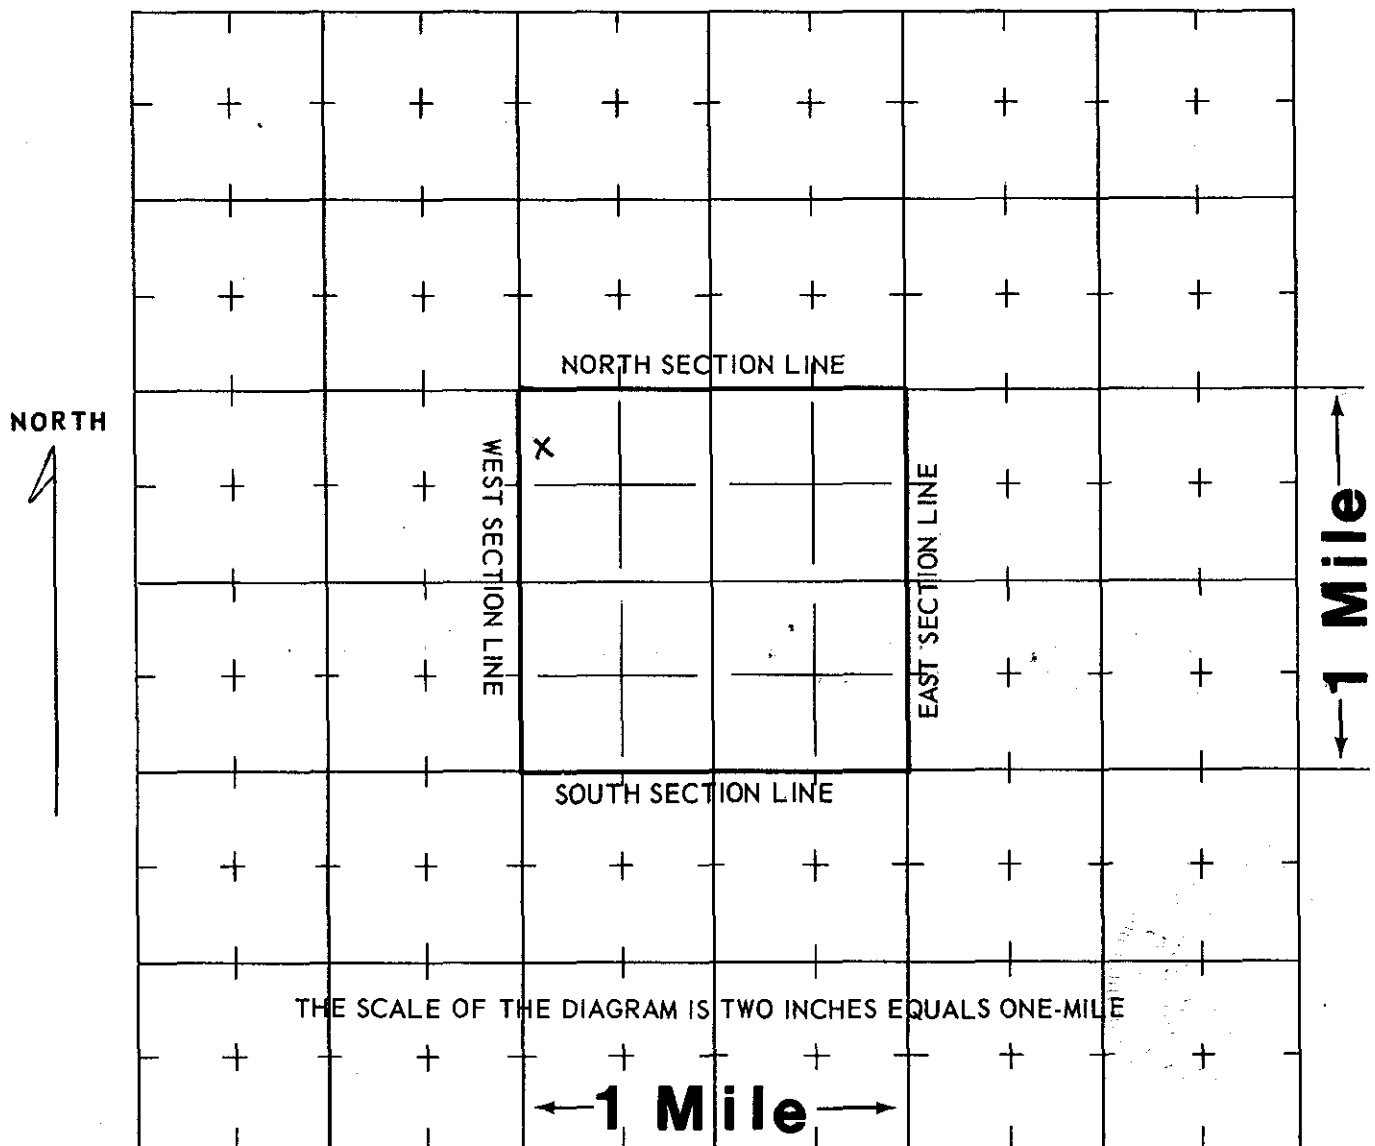 NORTH SECTION LINE
NORTH
X
WEST SECTION LINE
EAST SECTION LINE
1 Mile
SOUTH SECTION LINE
THE SCALE OF THE DIAGRAM IS TWO INCHES EQUALS ONE-MILE
1 Mile